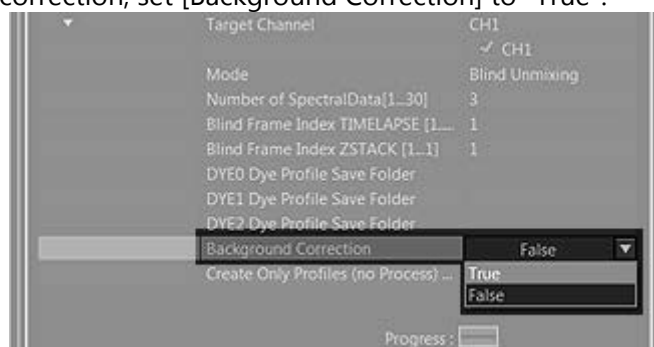 correction, set [Background Correction] to "True".
Target Channel CH1
✓ CH1
Mode Blind Unmixing
Number of SpectralData[1...30] 3
Blind Frame Index TIMELAPSE [1.... 1
Blind Frame Index ZSTACK [1...1] 1
DYE0 Dye Profile Save Folder
DYE1 Dye Profile Save Folder
DYE2 Dye Profile Save Folder
Background Correction False
Create Only Profiles (no Process) ... True
False
Progress :